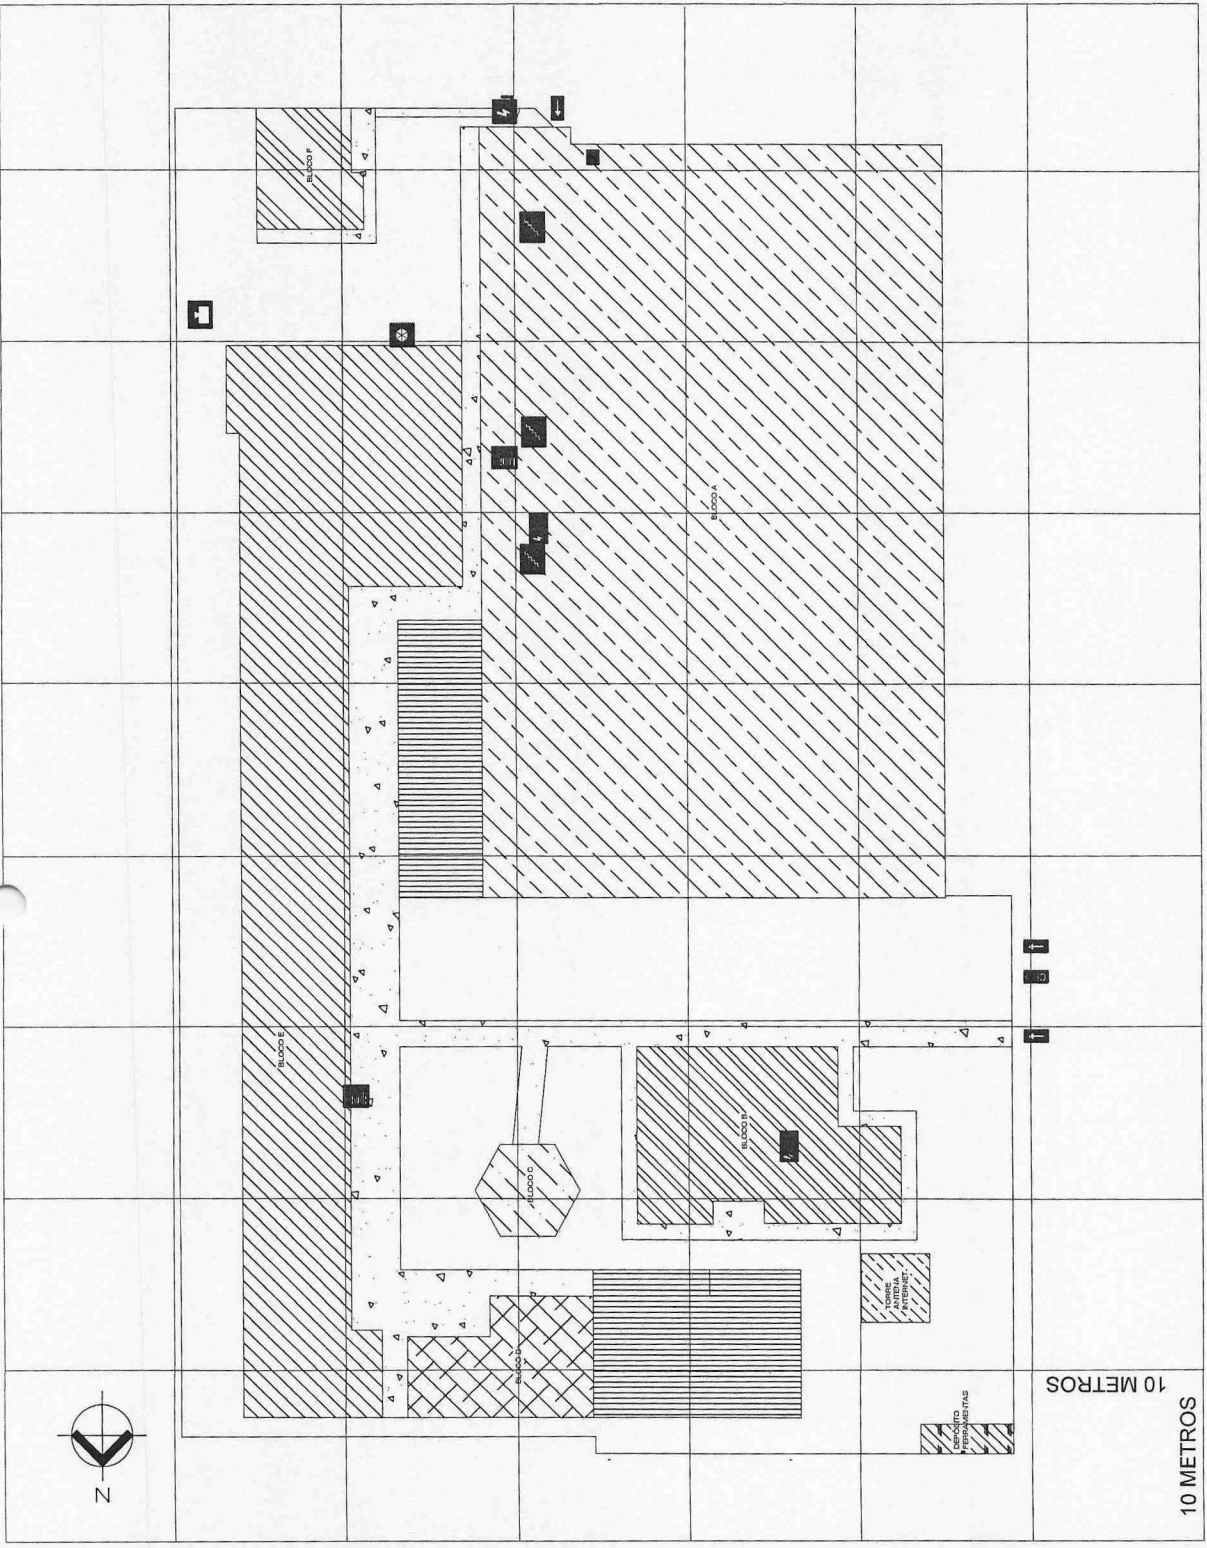 BLOCO F
BLOCO A
BLOCO E
BLOCO B
BLOCO C
TORRE
ANTENA
INTERNET
BLOCO D
10 METROS
DEPÓSITO
FERRAMENTAS
N
10 METROS